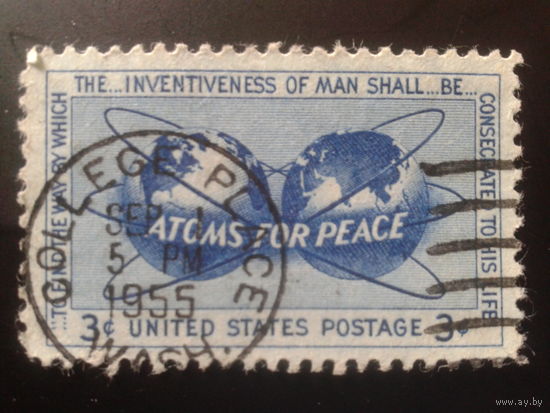 ...TO FIND THE WAY BY WHICH
THE...INVENTIVENESS OF MAN SHALL...BE...
CONSECRATED TO HIS LIFE
ATOMS FOR PEACE
3¢ UNITED STATES POSTAGE 3¢
COLLEGE PLACE
SEP 1
5 PM
1955
WASH.
www.ay.by